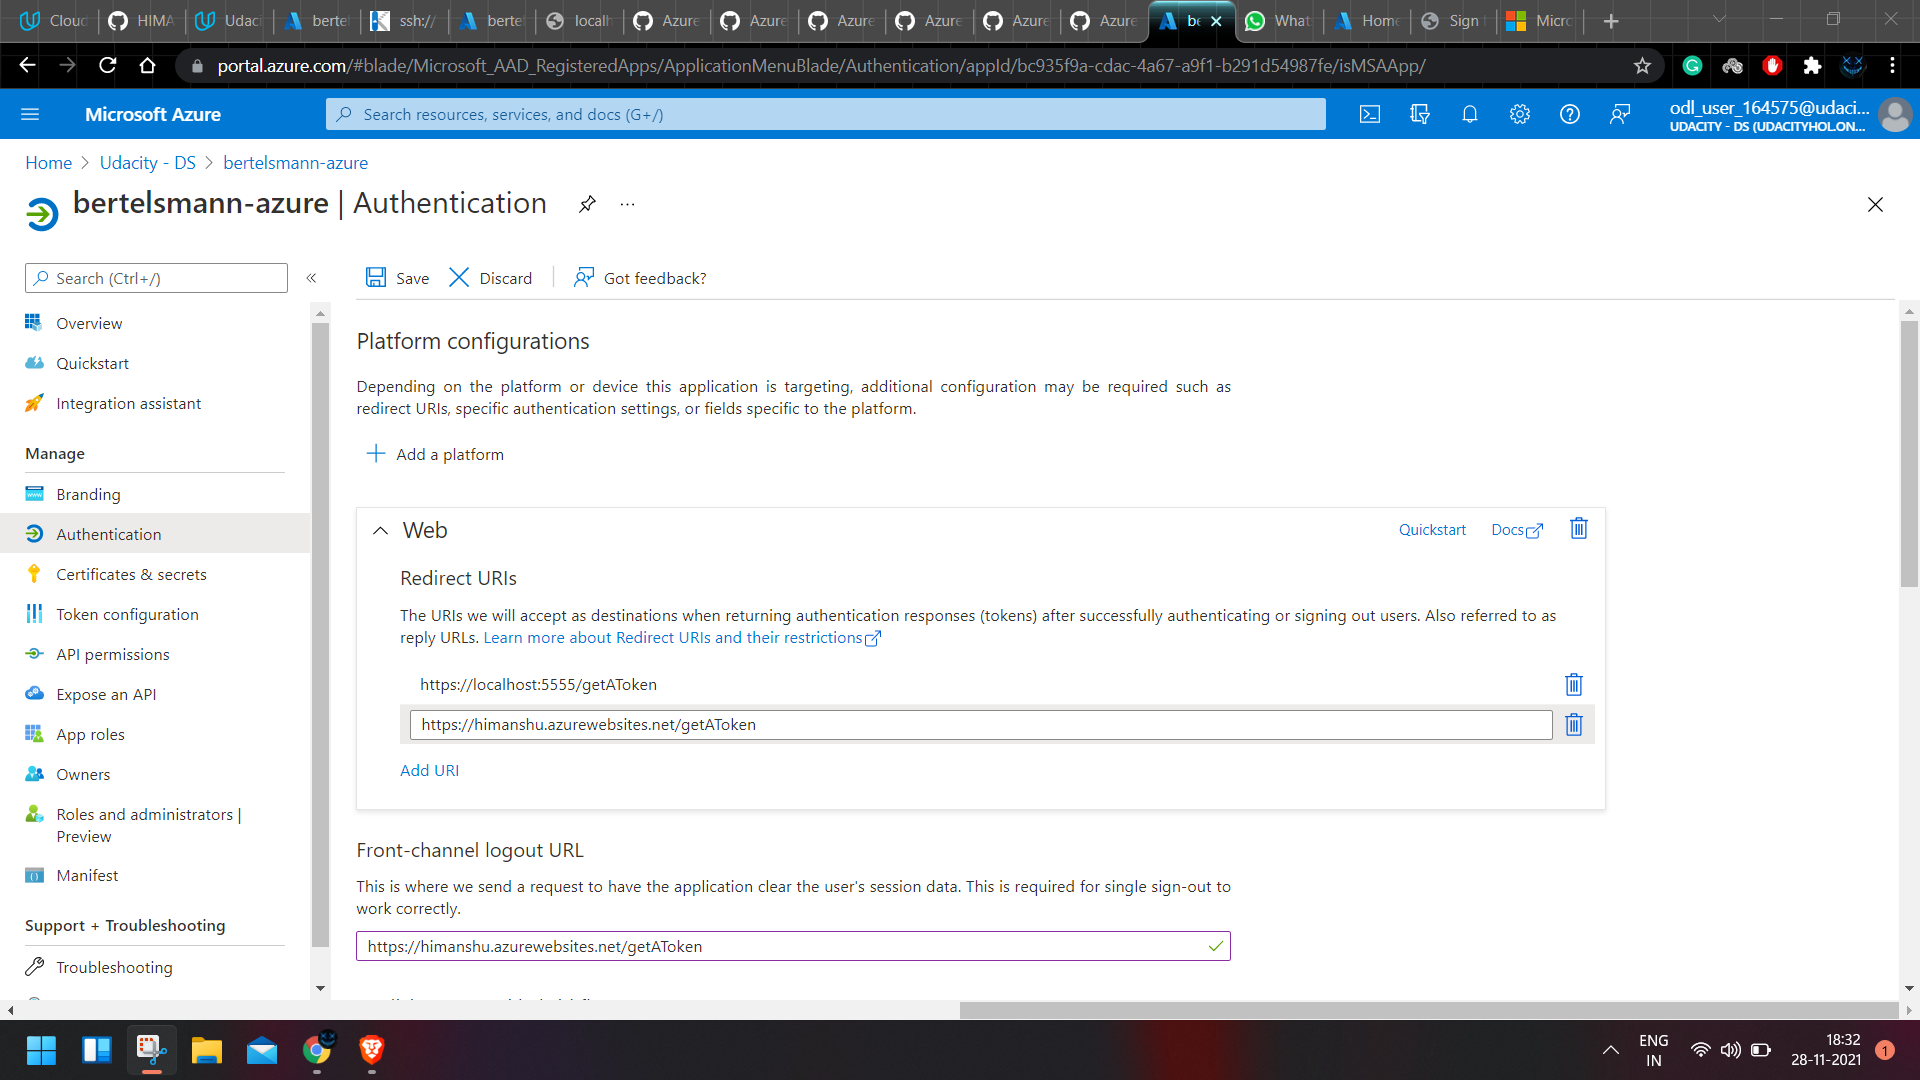 Cloud
HIMA
Udaci
bertel
ssh://
bertel
localh
Azure
Azure
Azure
Azure
Azure
Azure
be
What
Home
Sign
Micro
portal.azure.com/#blade/Microsoft_AAD_RegisteredApps/ApplicationMenuBlade/Authentication/appId/bc935f9a-cdac-4a67-a9f1-b291d54987fe/isMSAApp/
Microsoft Azure
Search resources, services, and docs (G+/)
odl_user_164575@udaci...
UDACITY - DS (UDACITYHOL.ON...
Home > Udacity - DS > bertelsmann-azure
bertelsmann-azure | Authentication
Search (Ctrl+/)
Save
Discard
Got feedback?
Overview
Quickstart
Integration assistant
Manage
Branding
Authentication
Certificates & secrets
Token configuration
API permissions
Expose an API
App roles
Owners
Roles and administrators |
Preview
Manifest
Support + Troubleshooting
Troubleshooting
Platform configurations
Depending on the platform or device this application is targeting, additional configuration may be required such as
redirect URIs, specific authentication settings, or fields specific to the platform.
Add a platform
Web
Quickstart
Docs
Redirect URIs
The URIs we will accept as destinations when returning authentication responses (tokens) after successfully authenticating or signing out users. Also referred to as
reply URLs. Learn more about Redirect URIs and their restrictions
https://localhost:5555/getAToken
https://himanshu.azurewebsites.net/getAToken
Add URI
Front-channel logout URL
This is where we send a request to have the application clear the user's session data. This is required for single sign-out to
work correctly.
https://himanshu.azurewebsites.net/getAToken
ENG
IN
18:32
28-11-2021
1